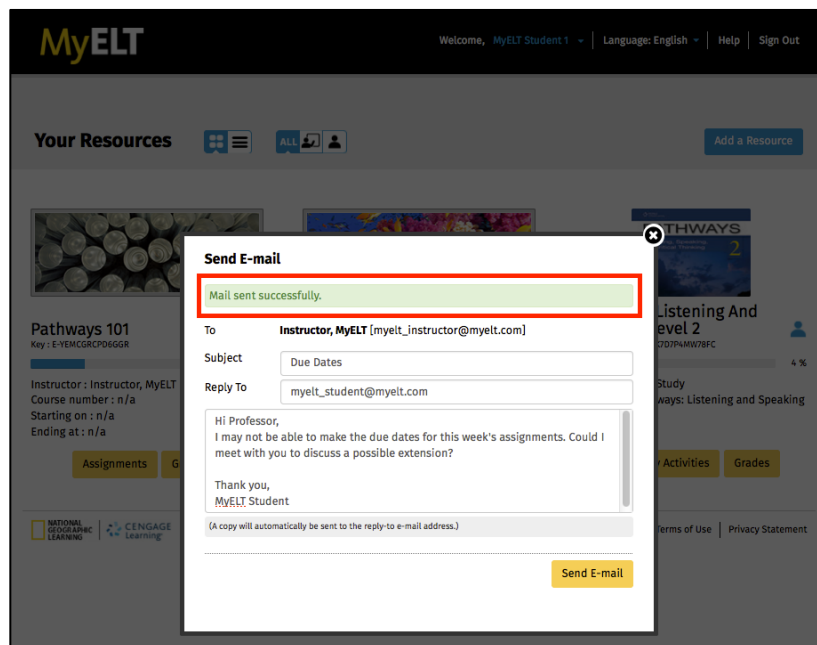 MyELT
Welcome, MyELT Student 1 | Language: English | Help | Sign Out
Your Resources
ALL
Add a Resource
THWAYS
2
Send E-mail
Mail sent successfully.
To Instructor, MyELT [myelt_instructor@myelt.com]
Subject Due Dates
Reply To myelt_student@myelt.com
Hi Professor,
I may not be able to make the due dates for this week's assignments. Could I
meet with you to discuss a possible extension?
Thank you,
MyELT Student
(A copy will automatically be sent to the reply-to e-mail address.)
Send E-mail
Pathways 101
Key : E-YEMCGRCPD6GGR
Instructor : Instructor, MyELT
Course number : n/a
Starting on : n/a
Ending at : n/a
Assignments G
Listening And
evel 2
4 %
Study
ways: Listening and Speaking
Activities Grades
NATIONAL
GEOGRAPHIC
LEARNING
CENGAGE
Learning
Terms of Use | Privacy Statement